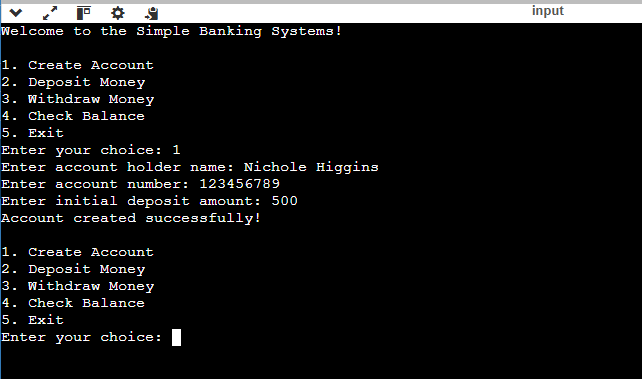 input
Welcome to the Simple Banking Systems!
1. Create Account
2. Deposit Money
3. Withdraw Money
4. Check Balance
5. Exit
Enter your choice: 1
Enter account holder name: Nichole Higgins
Enter account number: 123456789
Enter initial deposit amount: 500
Account created successfully!
1. Create Account
2. Deposit Money
3. Withdraw Money
4. Check Balance
5. Exit
Enter your choice: